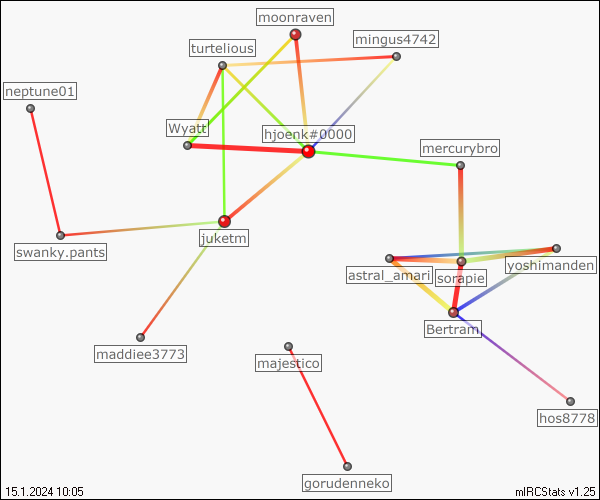 moonraven
mingus4742
turtelious
neptune01
Wyatt
hjoenk#0000
mercurybro
juketm
swanky.pants
yoshimanden
astral_amari
sorapie
Bertram
maddiee3773
majestico
hos8778
gorudenneko
15.1.2024 10:05
mIRCStats v1.25